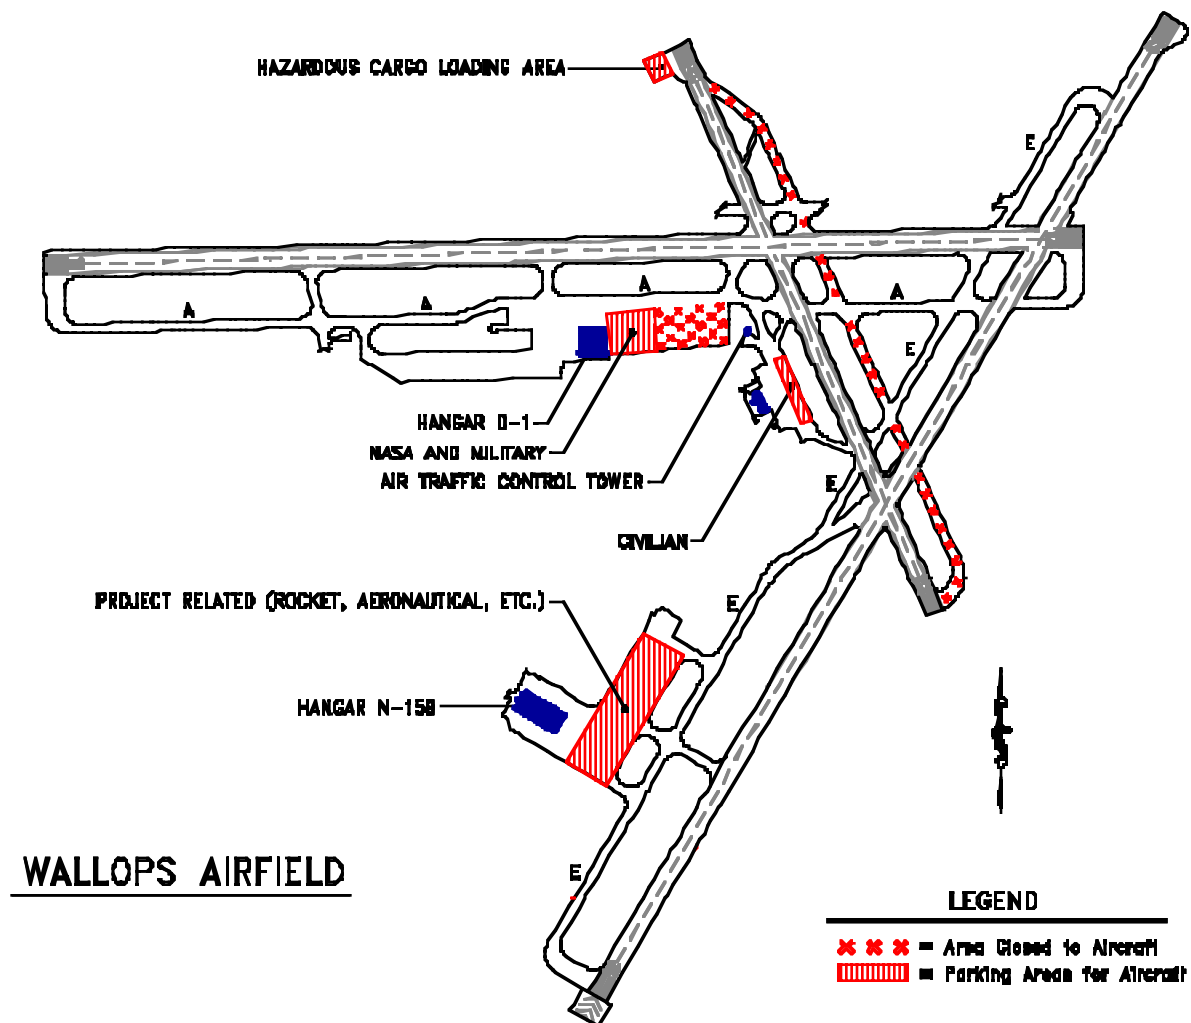 HAZARDOUS CARGO LOADING AREA
E
A
A
A
A
E
HANGAR D-1
NASA AND MILITARY
AIR TRAFFIC CONTROL TOWER
E
CIVILIAN
PROJECT RELATED (ROCKET, AERONAUTICAL, ETC.)
E
HANGAR N-159
WALLOPS AIRFIELD
E
LEGEND
= Area Closed to Aircraft
= Parking Areas for Aircraft